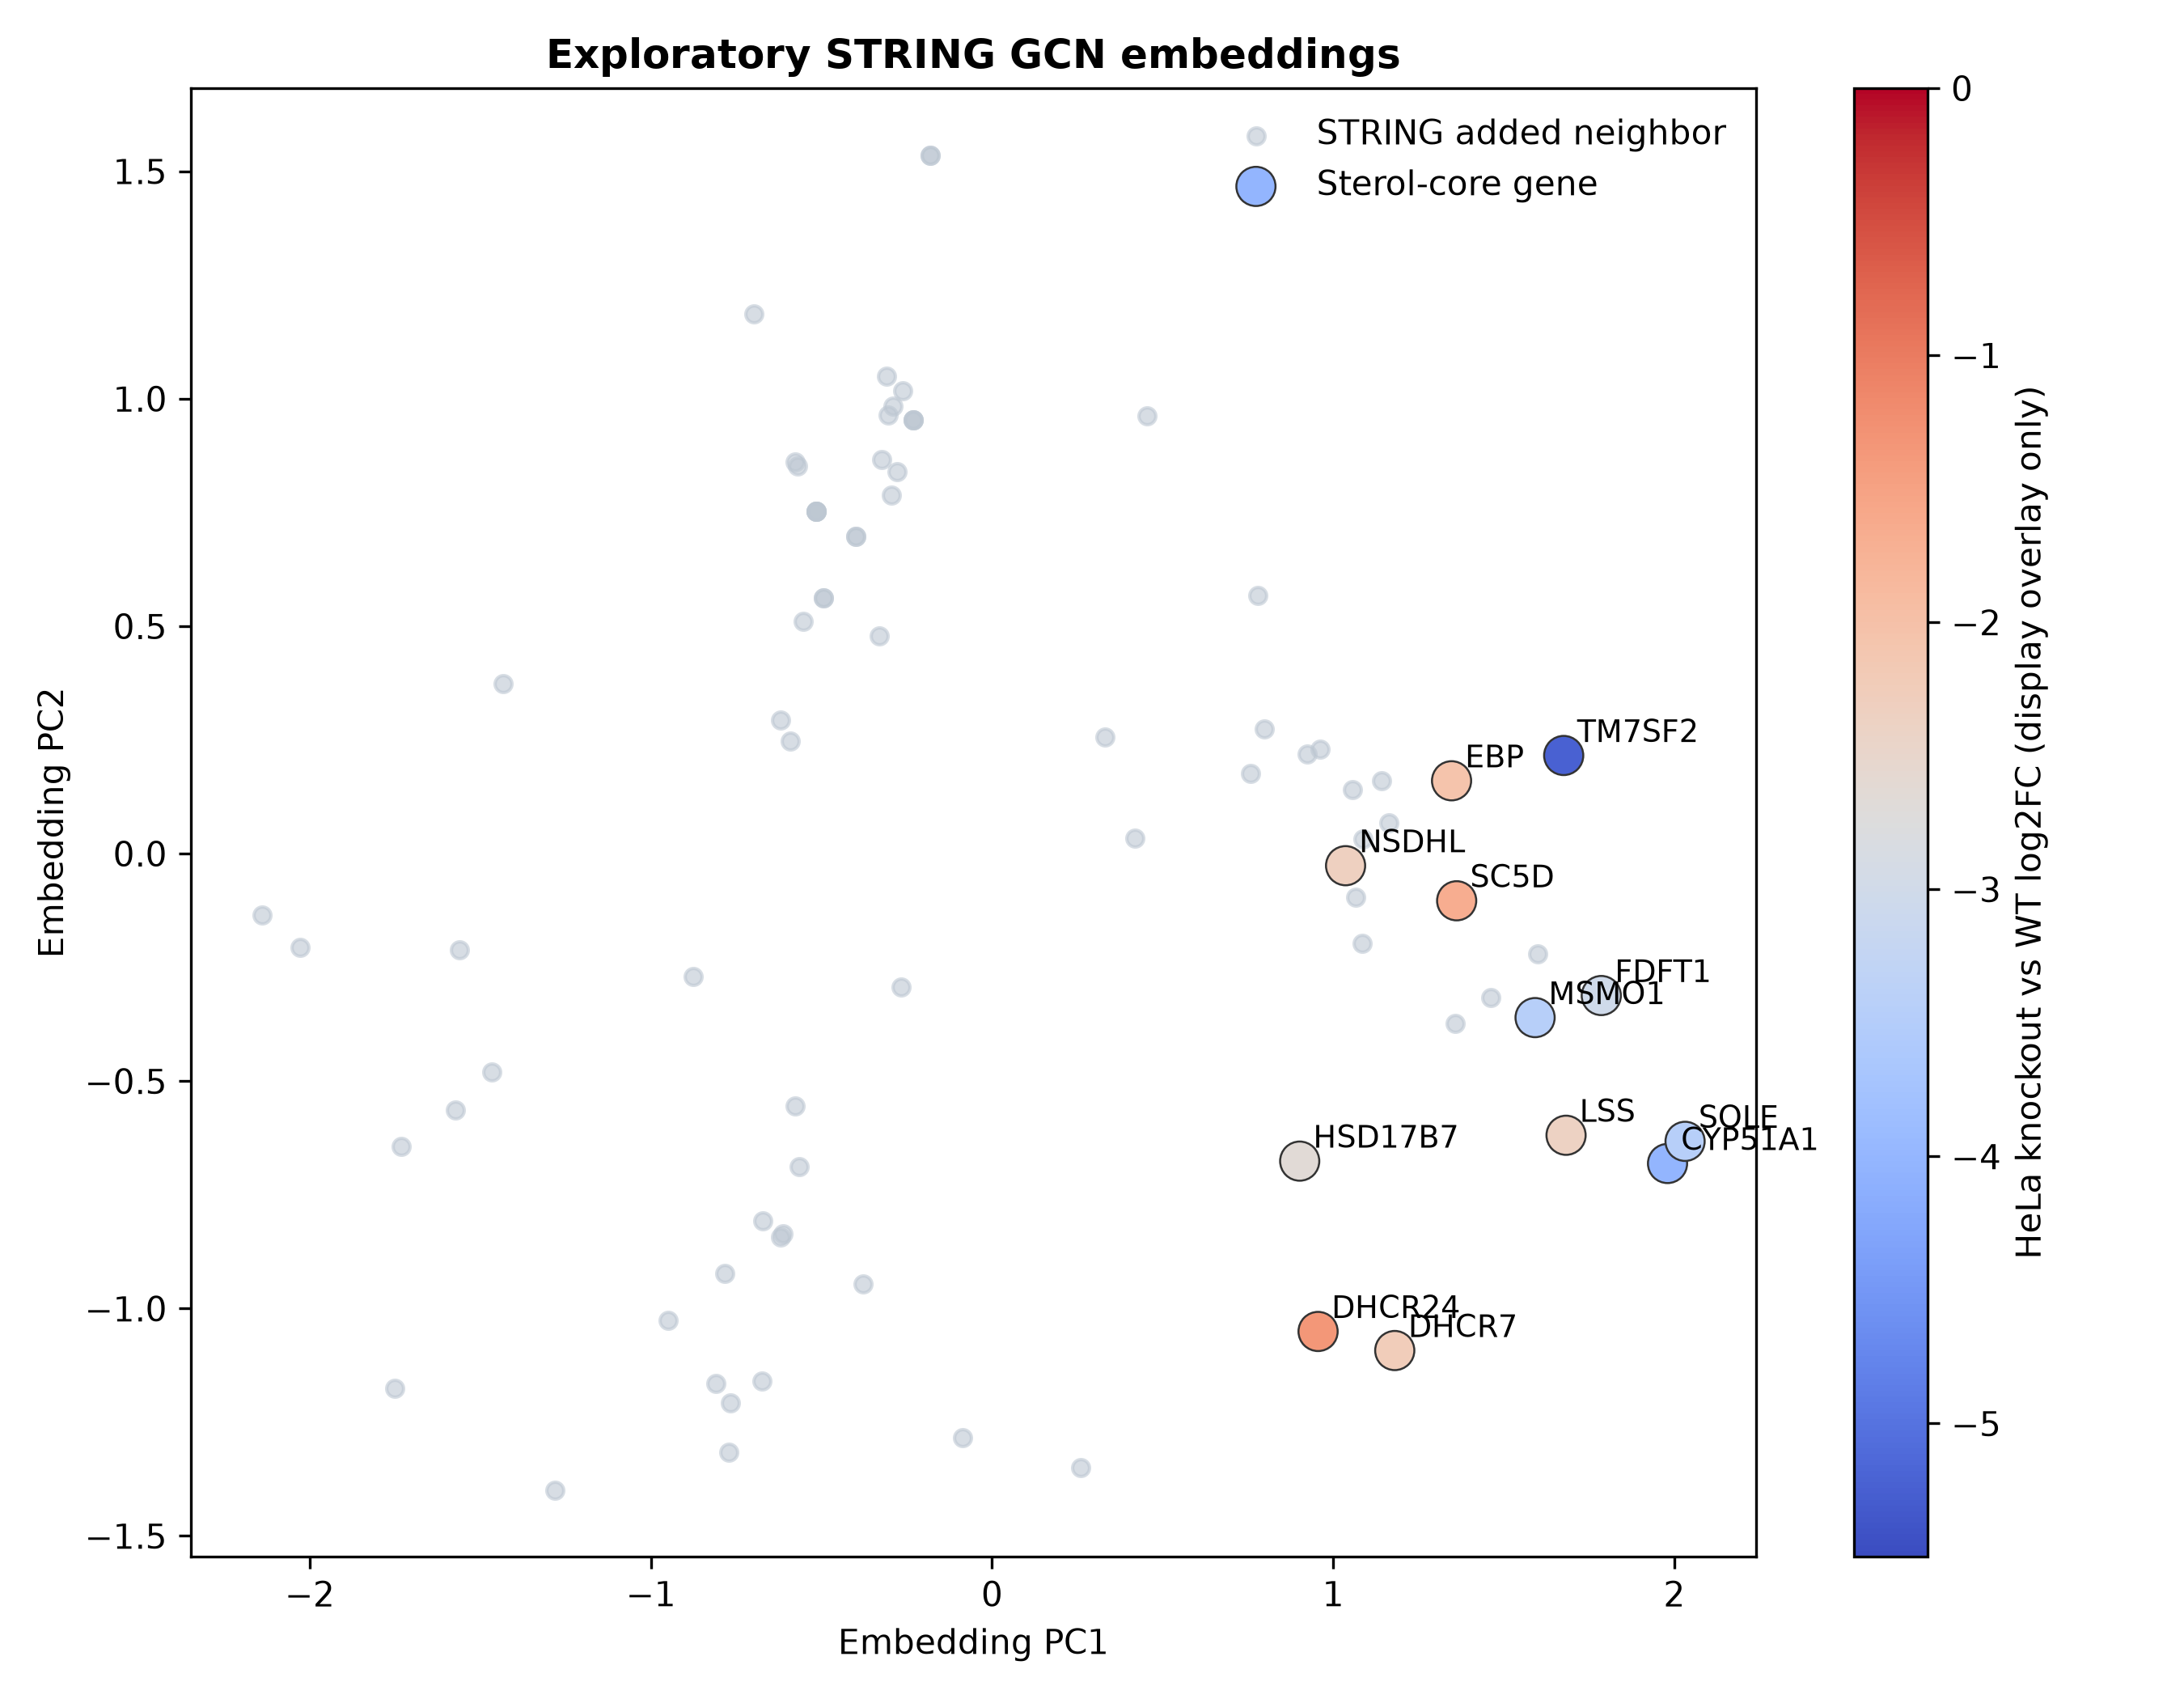 Exploratory STRING GCN embeddings
STRING added neighbor
Sterol-core gene
Embedding PC2
1.5
1.0
0.5
0.0
−0.5
−1.0
−1.5
TM7SF2
EBP
NSDHL
SC5D
FDFT1
MSMO1
LSS
SQLE
CYP51A1
HSD17B7
DHCR24
DHCR7
−2
−1
0
1
2
Embedding PC1
0
−1
−2
−3
−4
−5
HeLa knockout vs WT log2FC (display overlay only)